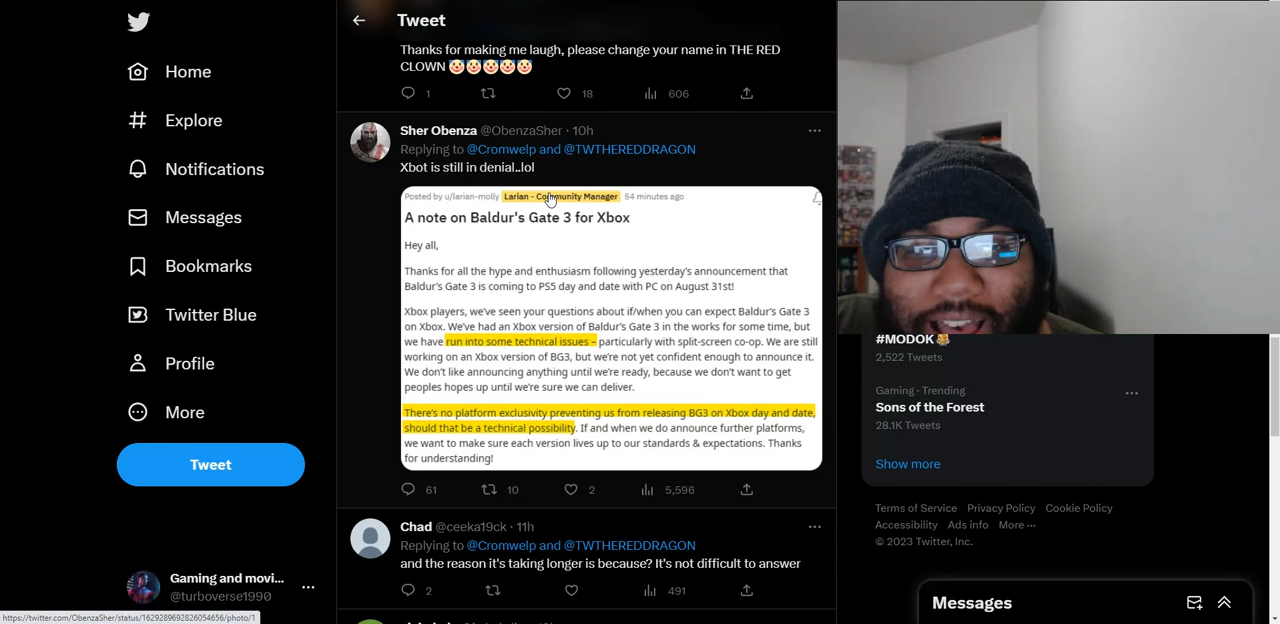 Home
Explore
Notifications
Messages
Bookmarks
Twitter Blue
Profile
More
Tweet
Gaming and movi...
@turboverse1990
https://twitter.com/ObenzaSher/status/1629289692826054656/photo/1
Tweet
Thanks for making me laugh, please change your name in THE RED
CLOWN 🤡🤡🤡🤡🤡
1 18 606
Sher Obenza @ObenzaSher · 10h
Replying to @Cromwelp and @TWTHEREDDRAGON
Xbot is still in denial..lol
Posted by u/larian-molly Larian - Community Manager 54 minutes ago
A note on Baldur's Gate 3 for Xbox
Hey all,
Thanks for all the hype and enthusiasm following yesterday's announcement that
Baldur's Gate 3 is coming to PS5 day and date with PC on August 31st!
Xbox players, we've seen your questions about if/when you can expect Baldur's Gate 3
on Xbox. We've had an Xbox version of Baldur's Gate 3 in the works for some time, but
we have run into some technical issues – particularly with split-screen co-op. We are still
working on an Xbox version of BG3, but we're not yet confident enough to announce it.
We don't like announcing anything until we're ready, because we don't want to get
peoples hopes up until we're sure we can deliver.
There's no platform exclusivity preventing us from releasing BG3 on Xbox day and date,
should that be a technical possibility. If and when we do announce further platforms,
we want to make sure each version lives up to our standards & expectations. Thanks
for understanding!
61 10 2 5,596
Chad @ceeka19ck · 11h
Replying to @Cromwelp and @TWTHEREDDRAGON
and the reason it's taking longer is because? It's not difficult to answer
2 491
#MODOK
2,522 Tweets
Gaming · Trending
Sons of the Forest
28.1K Tweets
Show more
Terms of Service Privacy Policy Cookie Policy
Accessibility Ads info More ···
© 2023 Twitter, Inc.
Messages